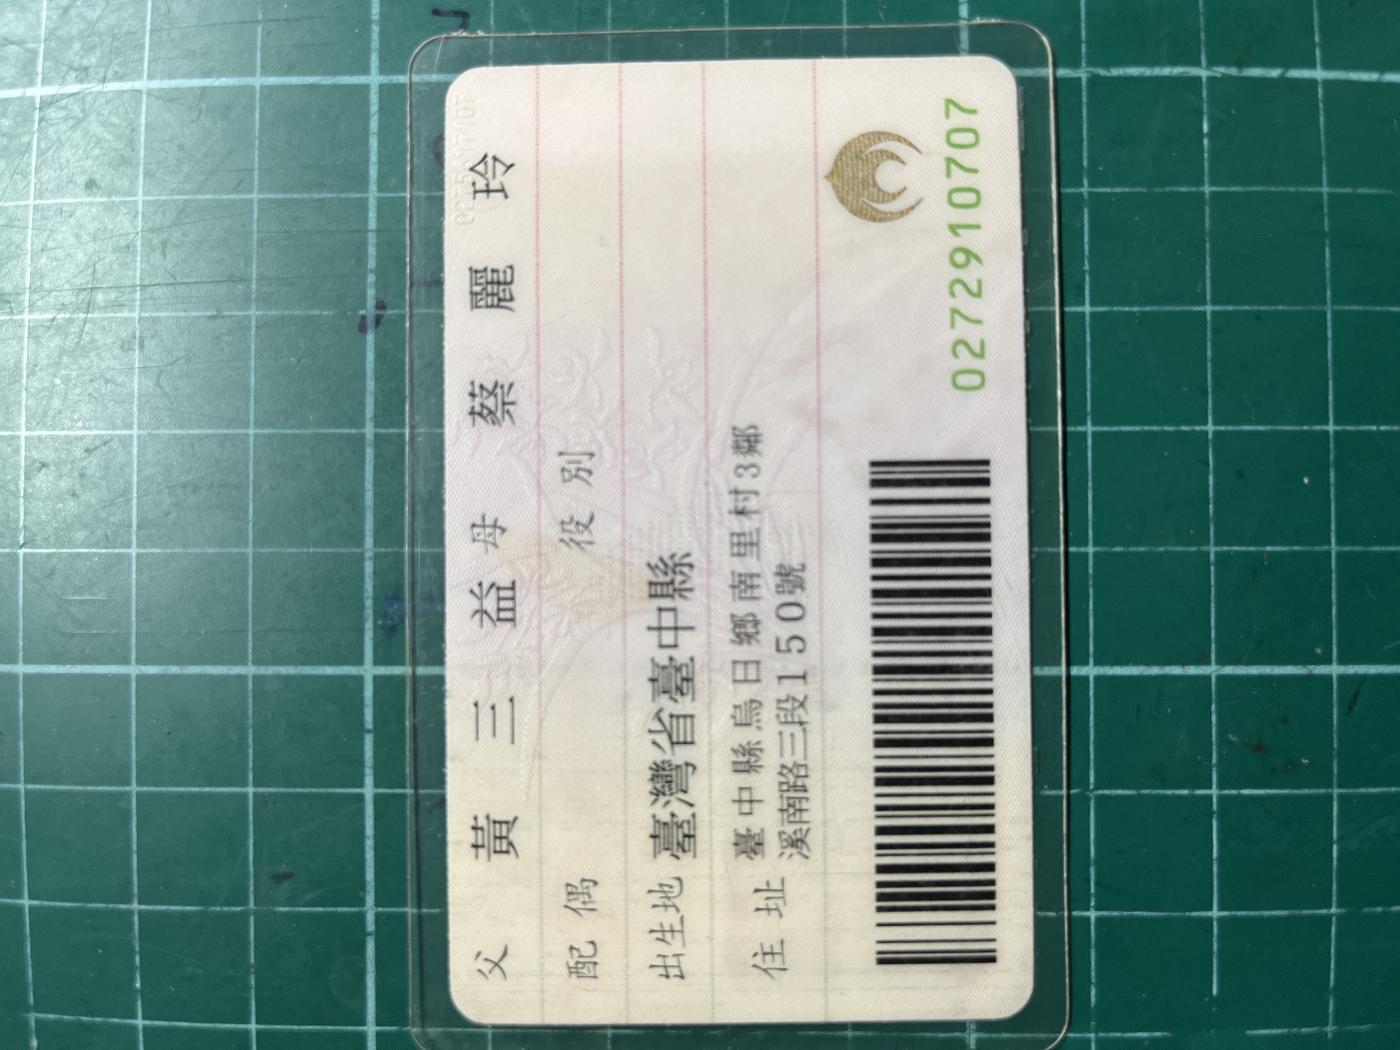 父 黃三益 母 蔡麗玲
配偶 役別
出生地 臺灣省臺中縣
住址 臺中縣烏日鄉南里村3鄰
溪南路三段150號
0272910707